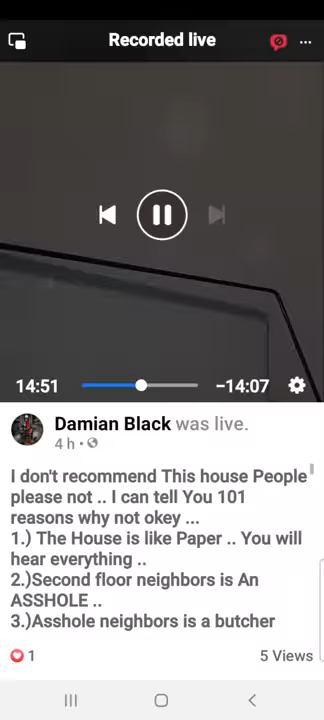 Recorded live
14:51
−14:07
Damian Black was live.
4 h •
I don't recommend This house People
please not .. I can tell You 101
reasons why not okey ...
1.) The House is like Paper .. You will
hear everything ..
2.)Second floor neighbors is An
ASSHOLE ..
3.)Asshole neighbors is a butcher
1
5 Views